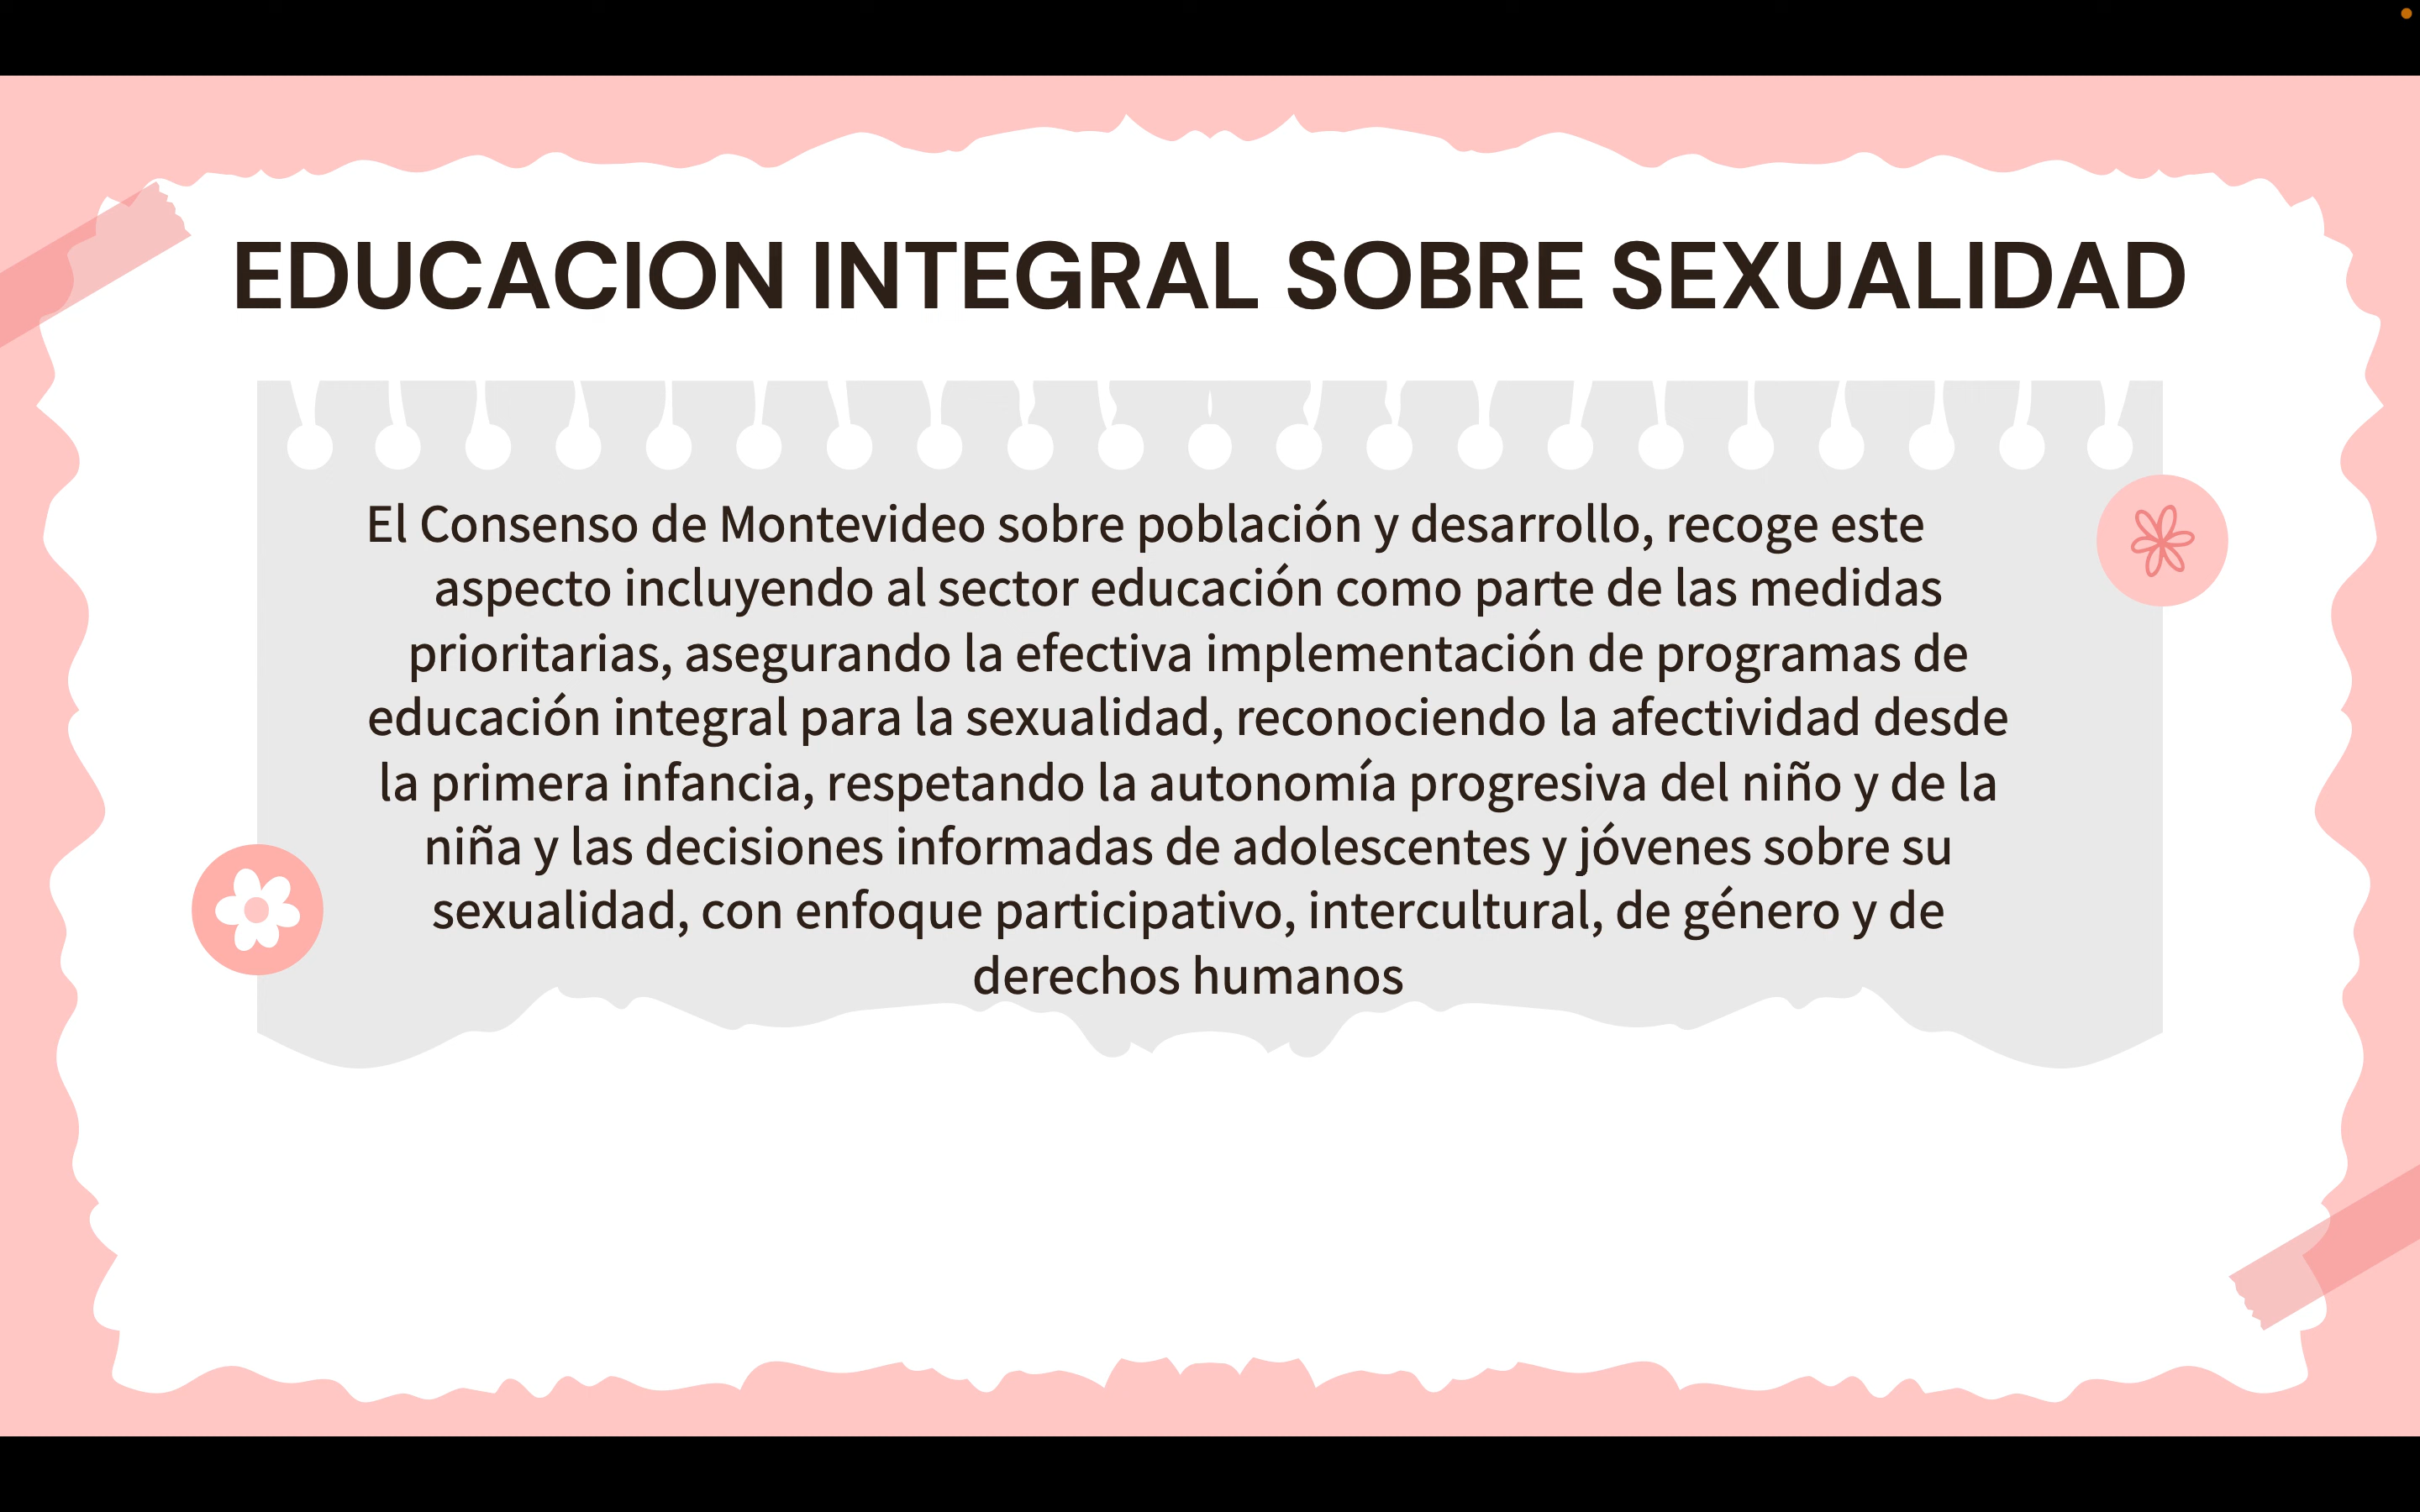 EDUCACION INTEGRAL SOBRE SEXUALIDAD
El Consenso de Montevideo sobre población y desarrollo, recoge este
aspecto incluyendo al sector educación como parte de las medidas
prioritarias, asegurando la efectiva implementación de programas de
educación integral para la sexualidad, reconociendo la afectividad desde
la primera infancia, respetando la autonomía progresiva del niño y de la
niña y las decisiones informadas de adolescentes y jóvenes sobre su
sexualidad, con enfoque participativo, intercultural, de género y de
derechos humanos